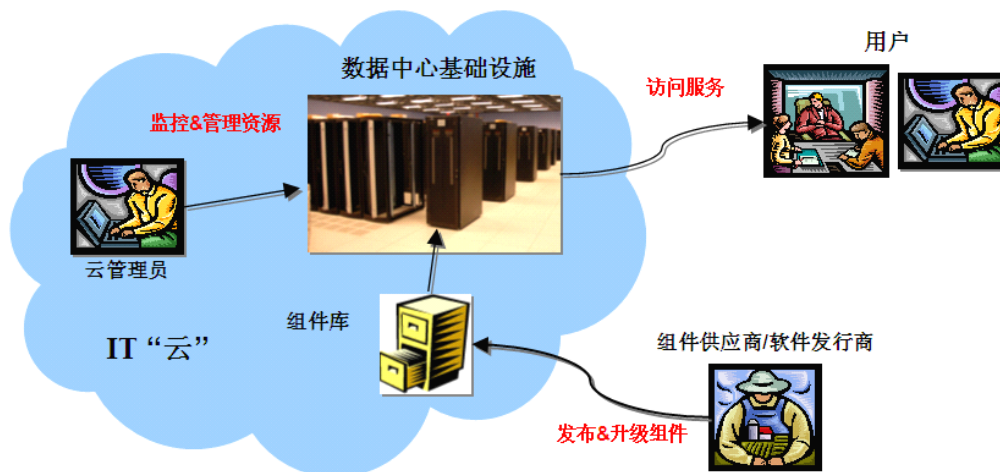 用户
数据中心基础设施
访问服务
监控&管理资源
云管理员
组件库
IT “云”
组件供应商/软件发行商
发布&升级组件